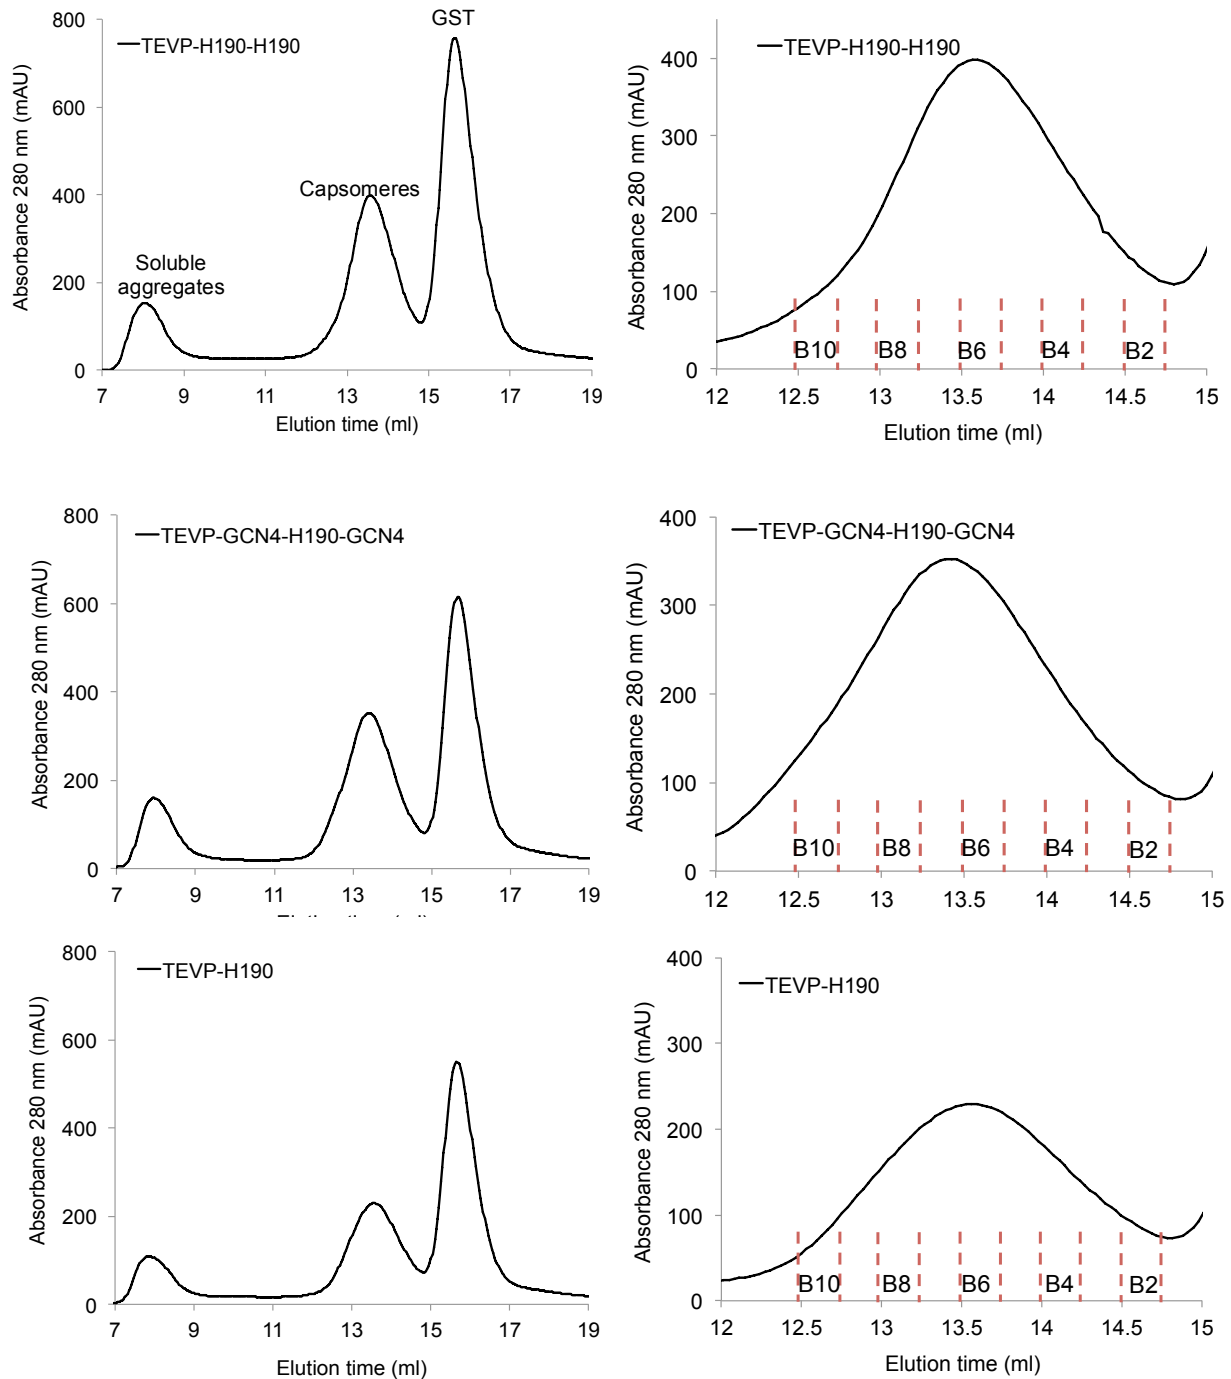 GST
800
TEVP-H190-H190
600
400
Capsomeres
200
Soluble
aggregates
0
7 9 11 13 15 17 19
Elution time (ml)
Absorbance 280 nm (mAU)
TEVP-H190-H190
400
300
200
100
0
B10 B8 B6 B4 B2
12 12.5 13 13.5 14 14.5 15
Elution time (ml)
Absorbance 280 nm (mAU)
800
TEVP-GCN4-H190-GCN4
600
400
200
0
7 9 11 13 15 17 19
Elution time (ml)
Absorbance 280 nm (mAU)
400
TEVP-GCN4-H190-GCN4
300
200
100
0
B10 B8 B6 B4 B2
12 12.5 13 13.5 14 14.5 15
Absorbance 280 nm (mAU)
800
TEVP-H190
600
400
200
0
7 9 11 13 15 17 19
Elution time (ml)
Absorbance 280 nm (mAU)
400
TEVP-H190
300
200
100
0
B10 B8 B6 B4 B2
12 12.5 13 13.5 14 14.5 15
Elution time (ml)
Absorbance 280 nm (mAU)